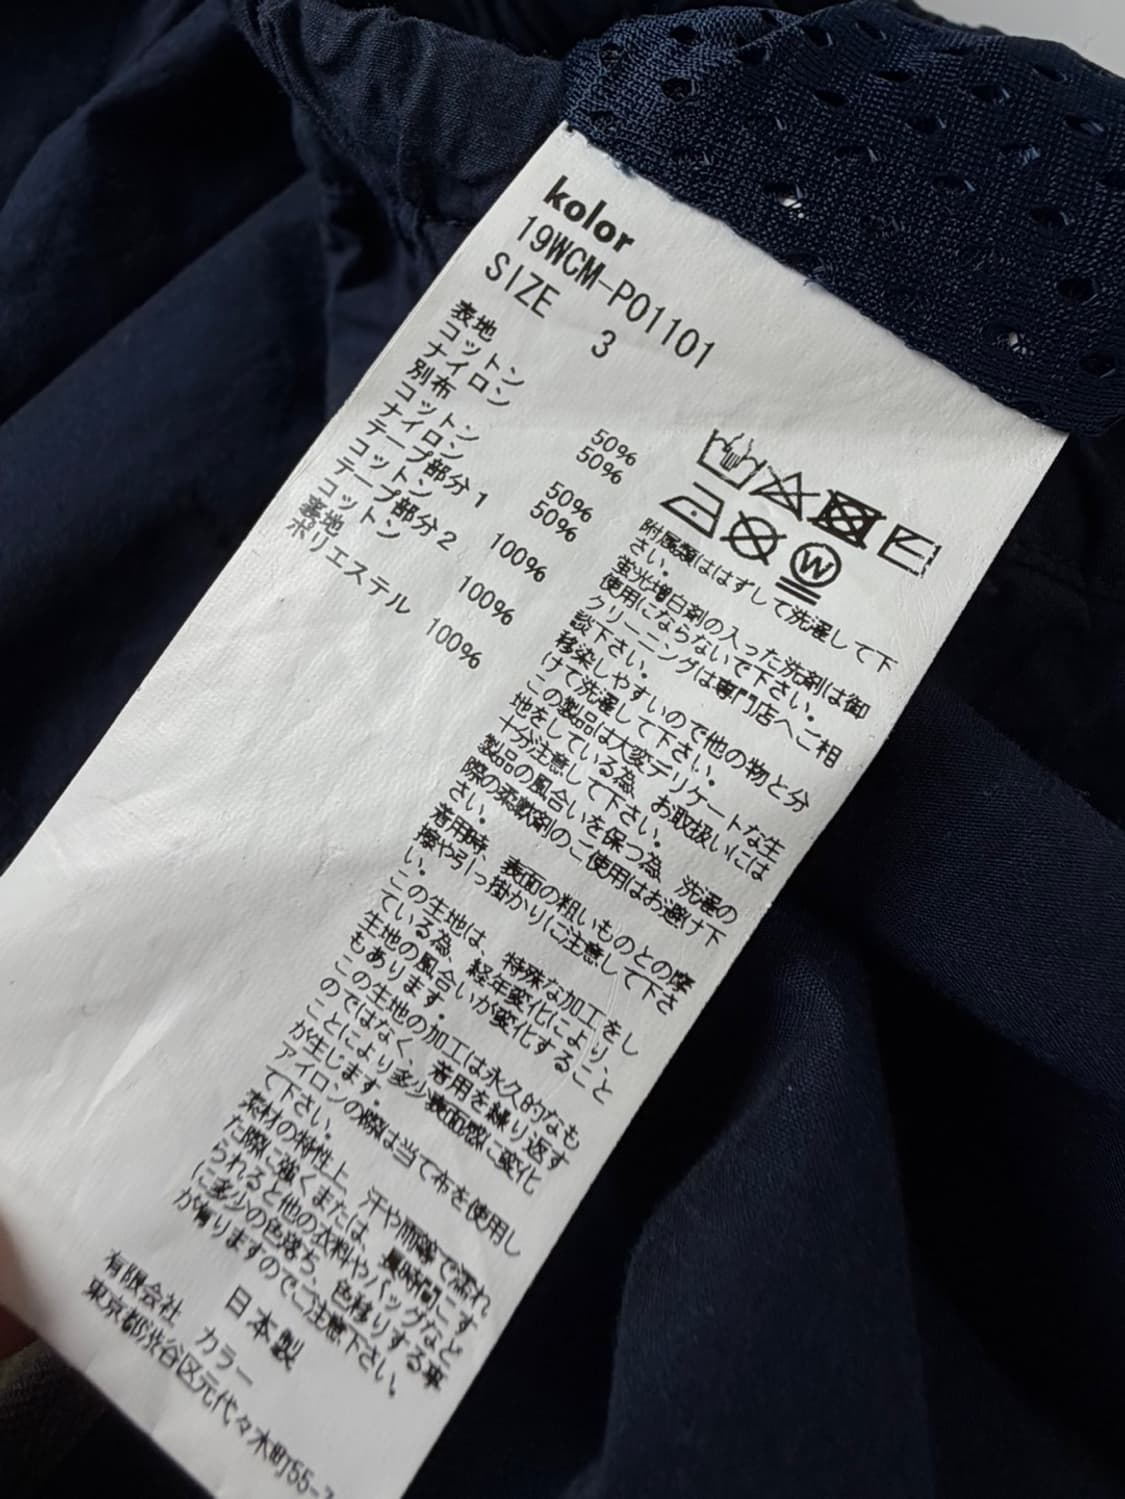 kolor
19WCM-P01101
SIZE 3
表地
コットン 50%
ナイロン 50%
別布
コットン 50%
ナイロン 50%
テープ部分1
コットン 100%
テープ部分2
コットン 100%
裏地
ポリエステル 100%
W
附属類ははずして洗濯して下
さい。
蛍光増白剤の入った洗剤は御
使用にならないで下さい。
クリーニングは専門店へご相
談下さい。
移染しやすいので他の物と分
けて洗濯して下さい。
この製品は大変デリケートな生
地をしている為、お取扱いには
十分注意して下さい。
製品の風合いを保つ為、洗濯の
際の柔軟剤のご使用はお避け下
さい。
着用時、表面の粗いものとの摩
擦や引っ掛かりに注意して下さ
い。
この生地は、特殊な加工をし
ている為、経年変化により、
生地の風合いが変化すること
もあります。
この生地の加工は永久的なも
のではなく、着用を繰り返す
ことにより多少表面感に変化
が生じます。
アイロンの際は当て布を使用し
て下さい。
素材の特性上、汗や雨等で濡れ
た際に強くまたは、長時間こす
られると他の衣料やバッグなど
に多少の色落ち、色移りする事
が有りますのでご注意下さい。
日本製
有限会社 カラー
東京都渋谷区元代々木町55-